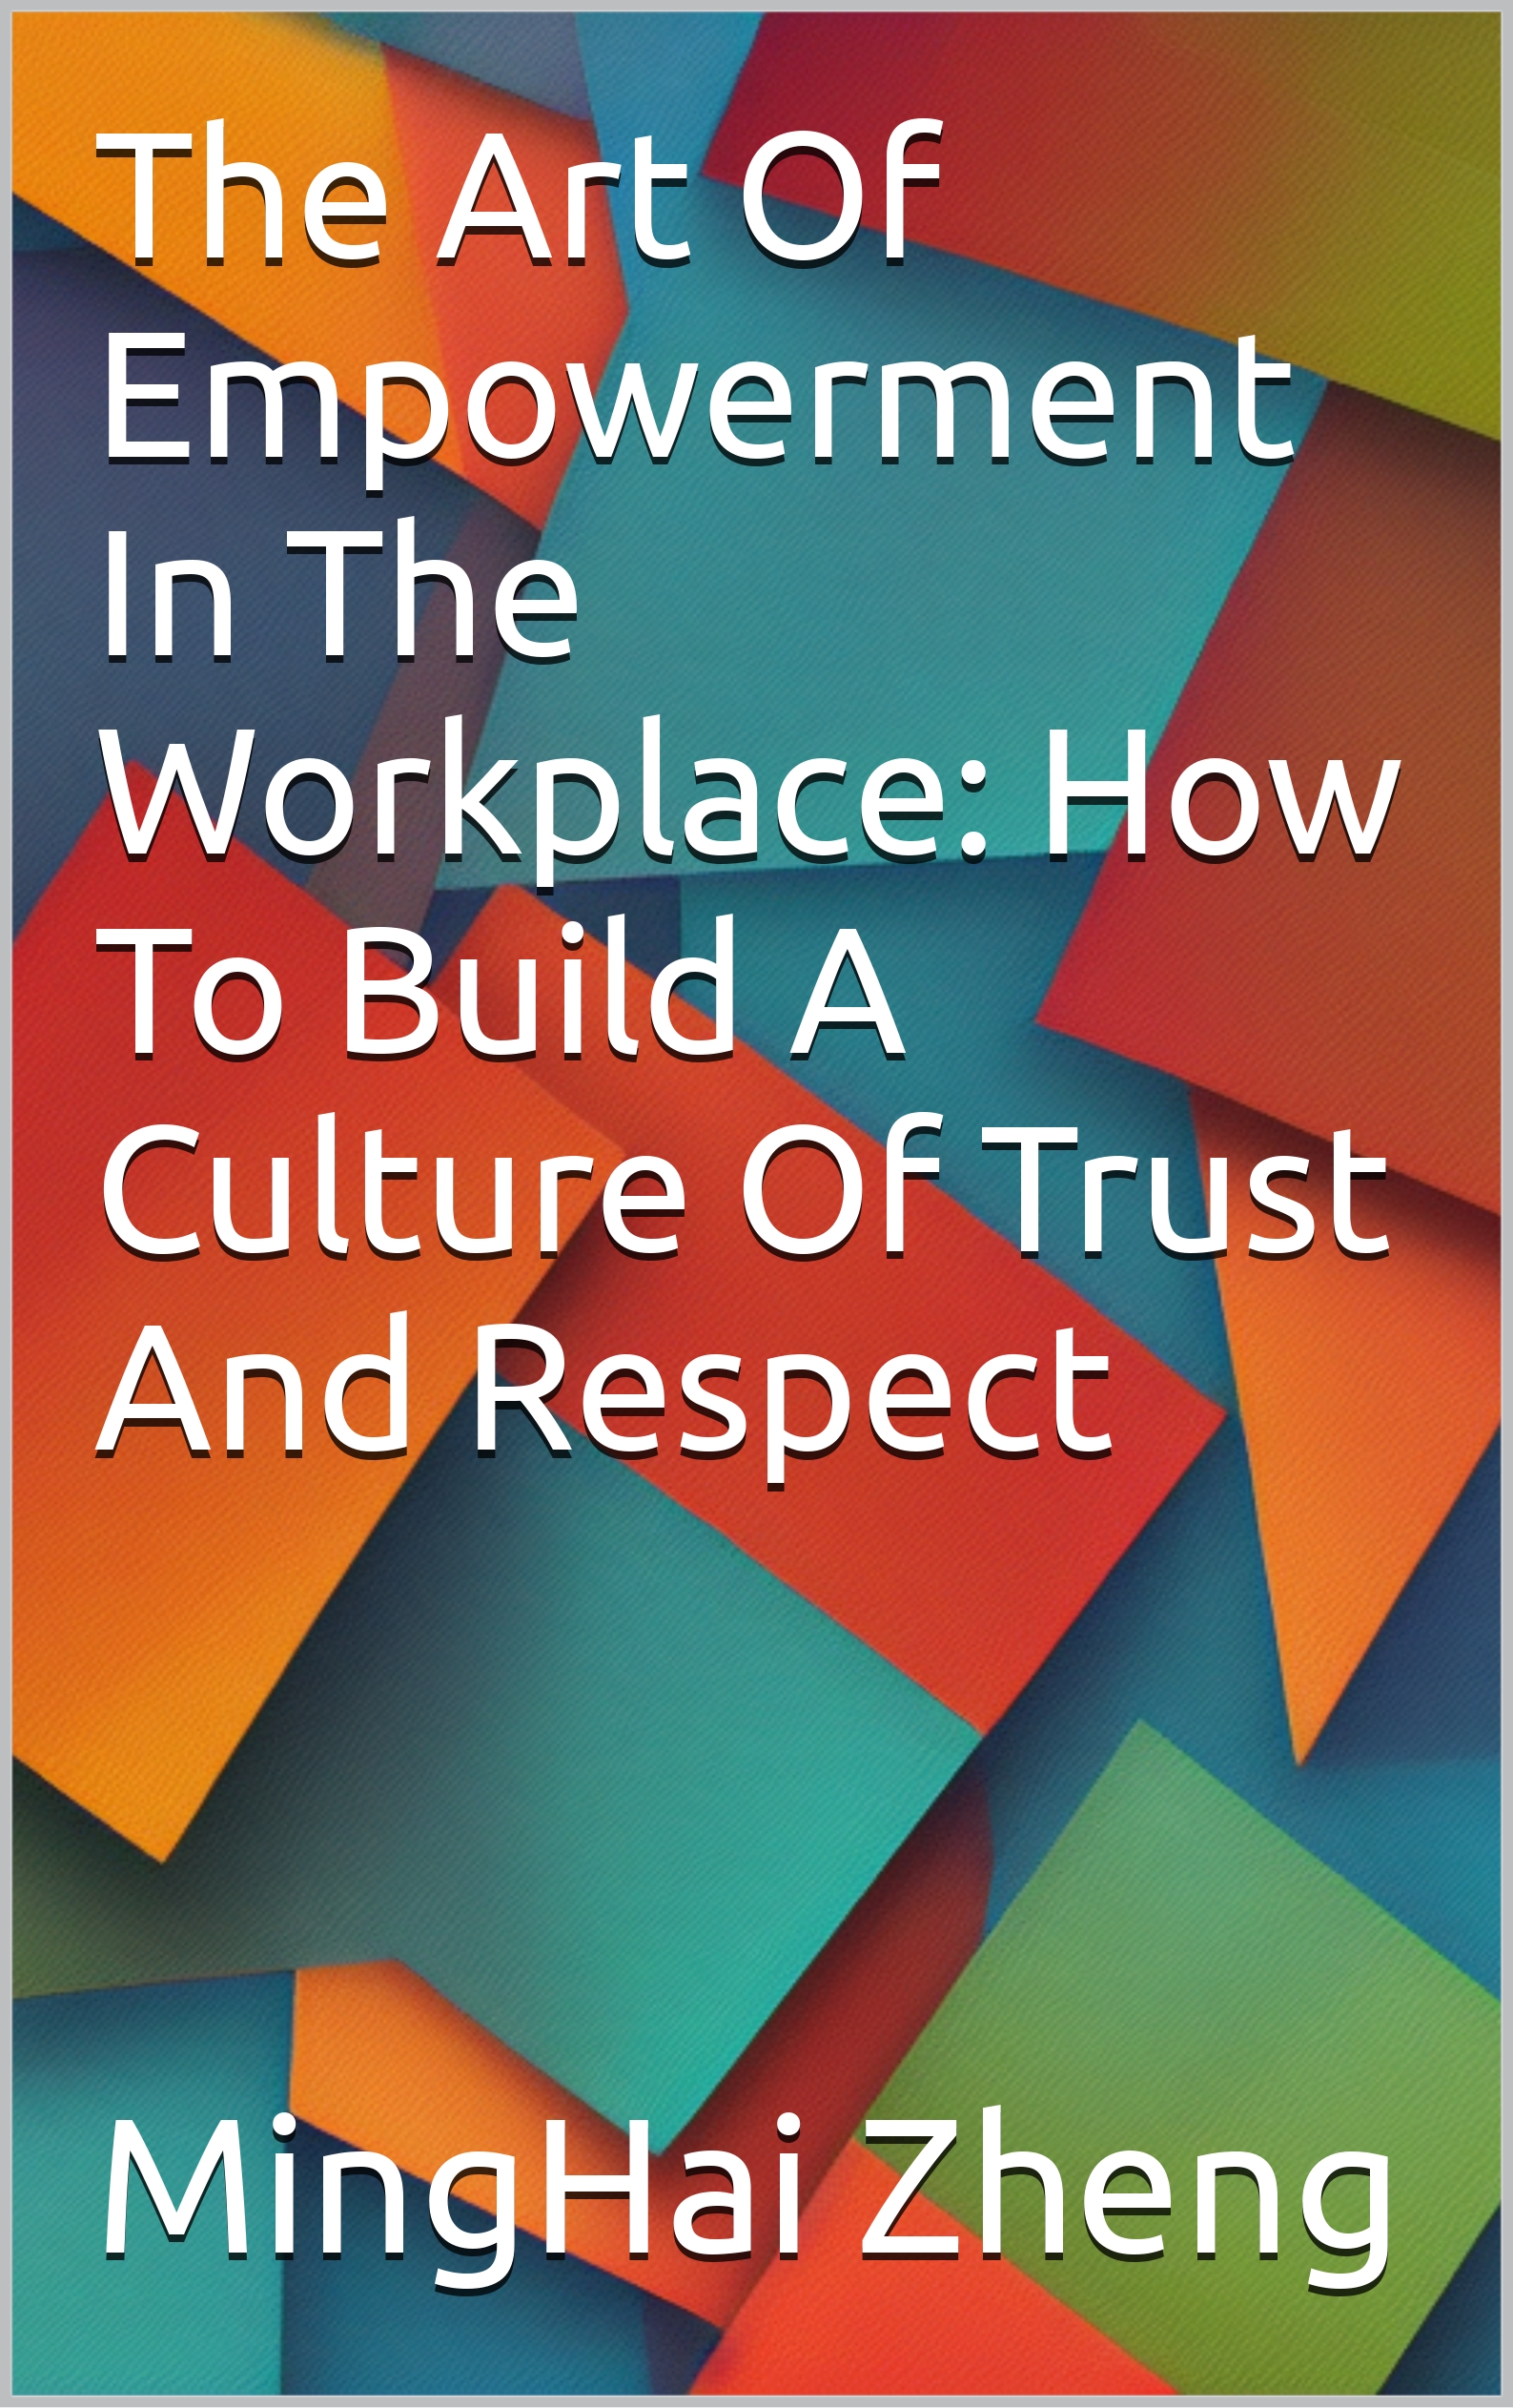 The Art Of
Empowerment
In The
Workplace: How
To Build A
Culture Of Trust
And Respect
MingHai Zheng